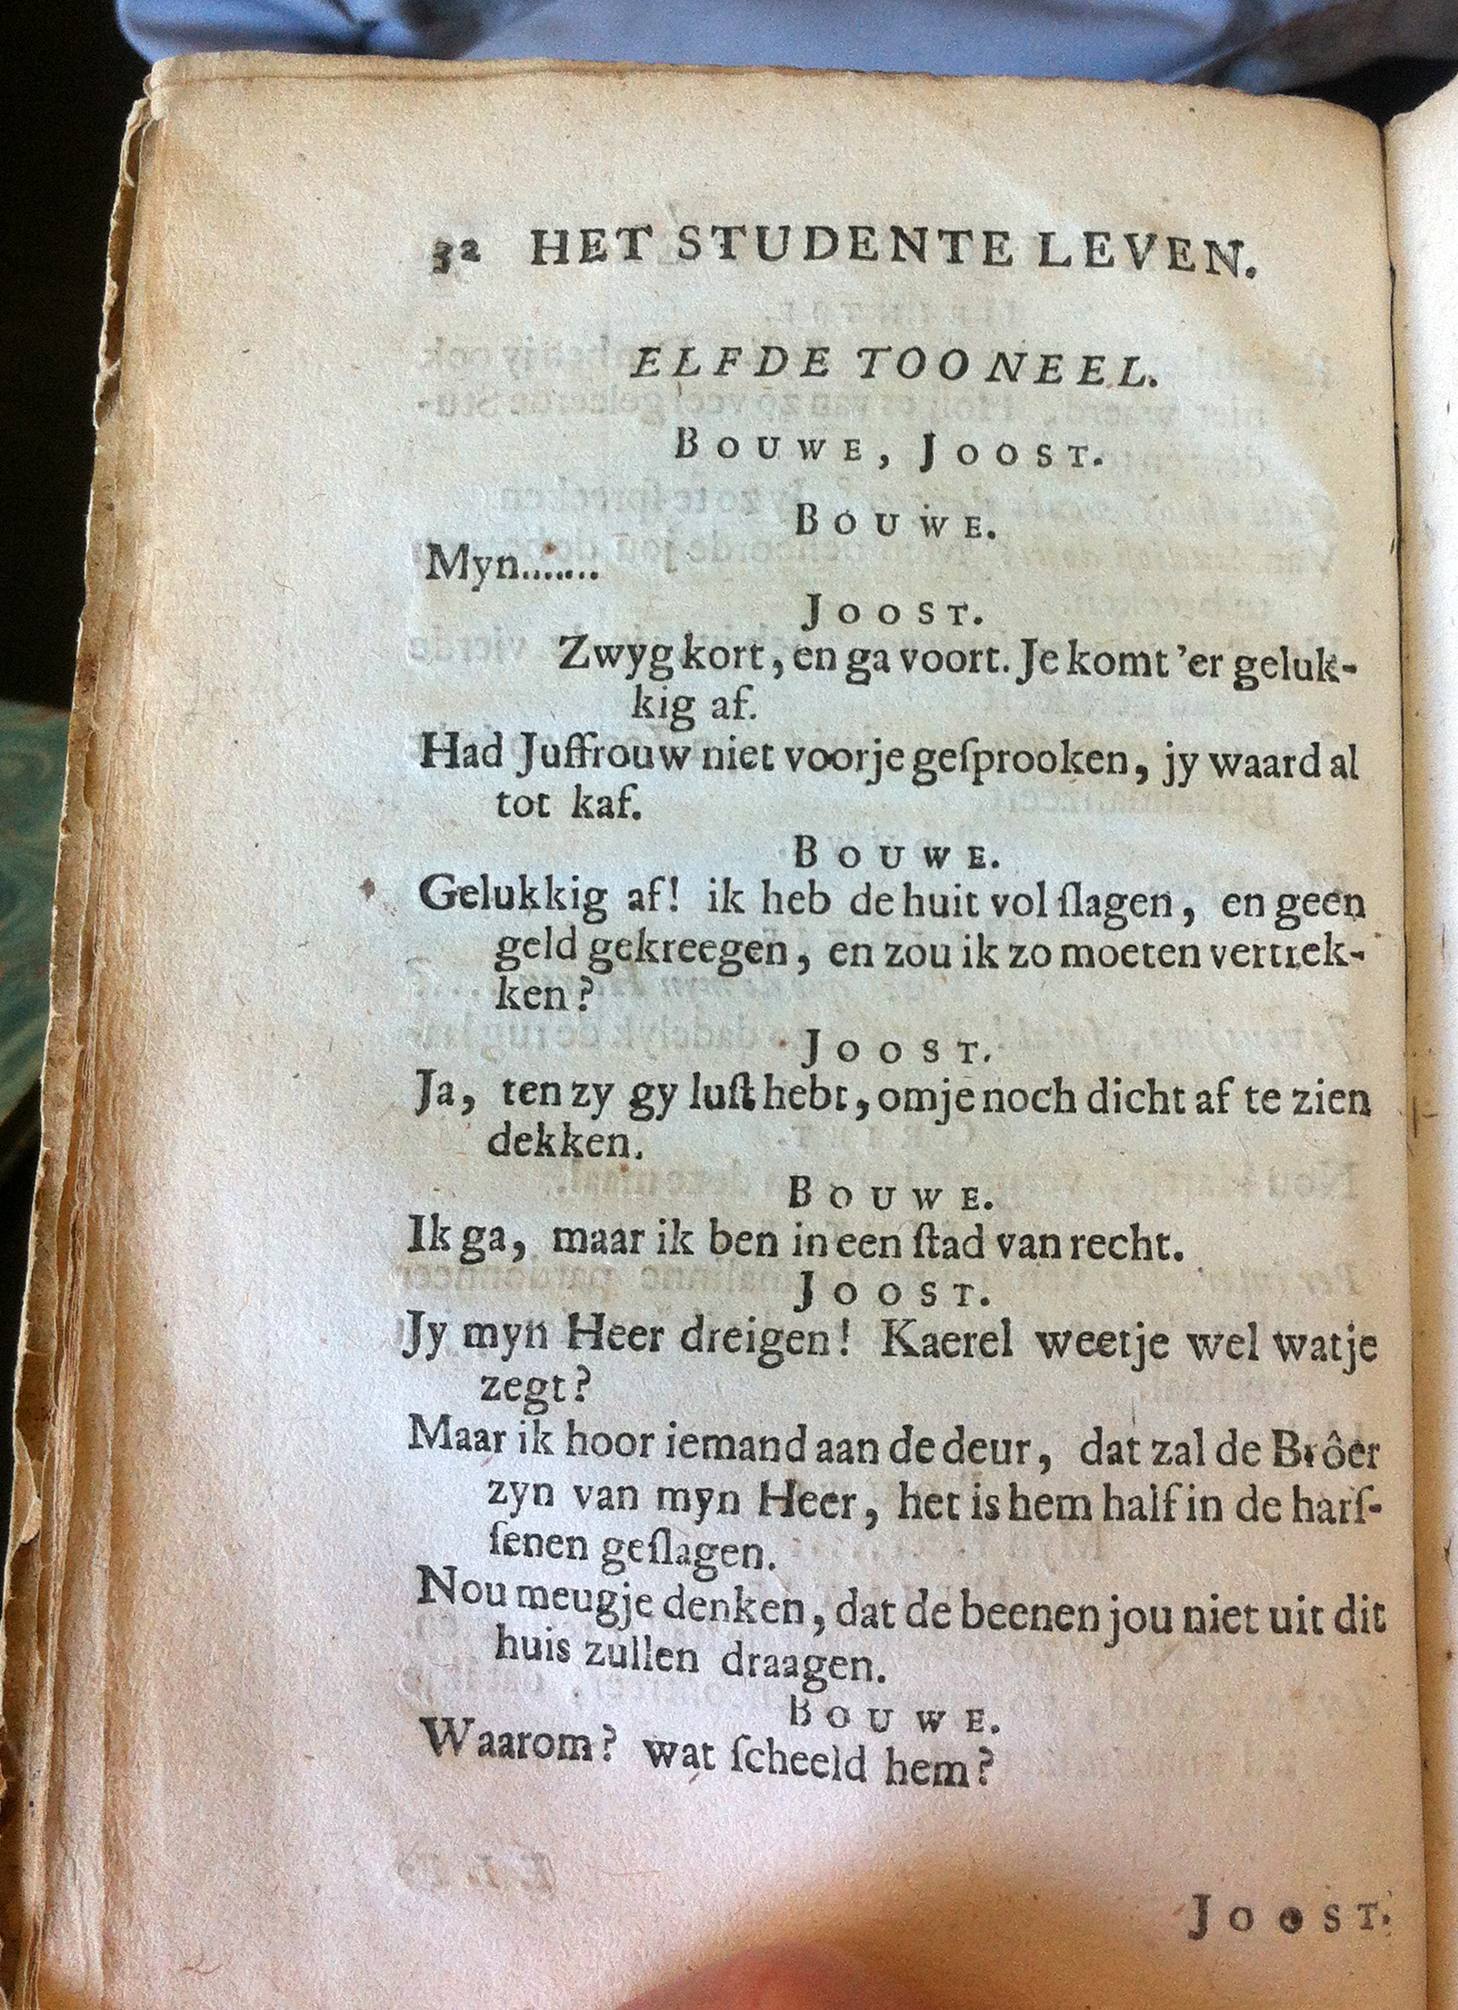 32 HET STUDENTE LEVEN.
ELFDE TOONEEL.
BOUWE, JOOST.
BOUWE.
Myn.......
JOOST.
Zwyg kort, en ga voort. Je komt 'er geluk-
kig af.
Had Juffrouw niet voor je geſprooken, jy waard al
tot kaf.
BOUWE.
Gelukkig af! ik heb de huit vol ſlagen, en geen
geld gekreegen, en zou ik zo moeten vertrek-
ken?
JOOST.
Ja, ten zy gy luſt hebt, om je noch dicht af te zien
dekken.
BOUWE.
Ik ga, maar ik ben in een ſtad van recht.
JOOST.
Jy myn Heer dreigen! Kaerel weetje wel watje
zegt?
Maar ik hoor iemand aan de deur, dat zal de Brôer
zyn van myn Heer, het is hem half in de harſ-
ſenen geſlagen.
Nou meugje denken, dat de beenen jou niet uit dit
huis zullen draagen.
BOUWE.
Waarom? wat ſcheeld hem?
JOOST.